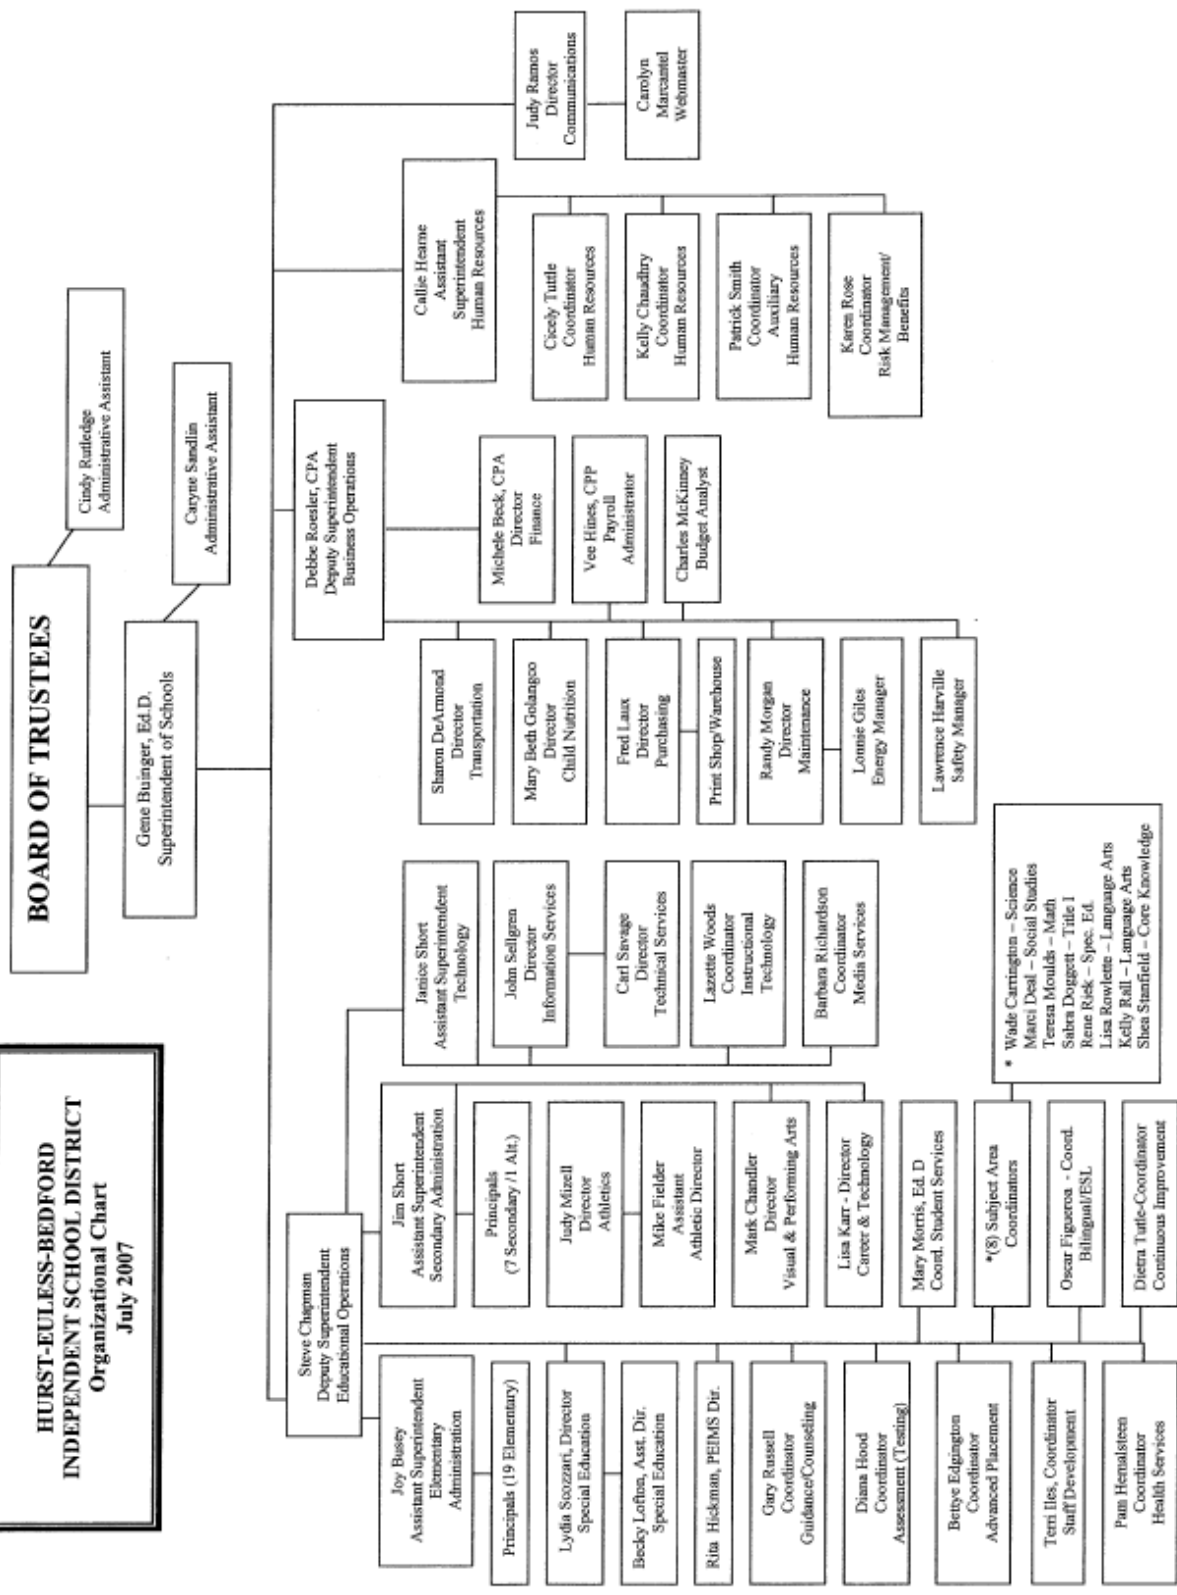 HURST-EULESS-BEDFORD
INDEPENDENT SCHOOL DISTRICT
Organizational Chart
July 2007
BOARD OF TRUSTEES
Cindy Rutledge
Administrative Assistant
Gene Buinger, Ed.D.
Superintendent of Schools
Caryne Sandlin
Administrative Assistant
Steve Chapman
Deputy Superintendent
Educational Operations
Joy Busey
Assistant Superintendent
Elementary
Administration
Principals (19 Elementary)
Lydia Scozzari, Director
Special Education
Becky Lofton, Asst. Dir.
Special Education
Rita Hickman, PEIMS Dir.
Gary Russell
Coordinator
Guidance/Counseling
Diana Hood
Coordinator
Assessment (Testing)
Bettye Edgington
Coordinator
Advanced Placement
Terri Iles, Coordinator
Staff Development
Pam Hernalsteen
Coordinator
Health Services
Jim Short
Assistant Superintendent
Secondary Administration
Principals
(7 Secondary /1 Alt.)
Judy Mizell
Director
Athletics
Mike Fielder
Assistant
Athletic Director
Mark Chandler
Director
Visual & Performing Arts
Lisa Karr - Director
Career & Technology
Mary Morris, Ed. D
Coord. Student Services
*(8) Subject Area
Coordinators
Oscar Figueroa - Coord.
Bilingual/ESL
Dietra Tutle-Coordinator
Continuous Improvement
Janice Short
Assistant Superintendent
Technology
John Sellgren
Director
Information Services
Carl Savage
Director
Technical Services
Lazette Woods
Coordinator
Instructional
Technology
Barbara Richardson
Coordinator
Media Services
* Wade Carrington – Science
Marci Deal – Social Studies
Teresa Moulds – Math
Sabra Doggett – Title I
Rene Riek – Spec. Ed.
Lisa Rowlette – Language Arts
Kelly Rall – Language Arts
Shea Stanfield – Core Knowledge
Debbe Roesler, CPA
Deputy Superintendent
Business Operations
Sharon DeArmond
Director
Transportation
Mary Beth Golangco
Director
Child Nutrition
Fred Laux
Director
Purchasing
Print Shop/Warehouse
Randy Morgan
Director
Maintenance
Lonnie Giles
Energy Manager
Lawrence Harville
Safety Manager
Michele Beck, CPA
Director
Finance
Vee Hines, CPP
Payroll
Administrator
Charles McKinney
Budget Analyst
Callie Hearne
Assistant
Superintendent
Human Resources
Cicely Tuttle
Coordinator
Human Resources
Kelly Chaudhry
Coordinator
Human Resources
Patrick Smith
Coordinator
Auxiliary
Human Resources
Karen Rose
Coordinator
Risk Management/
Benefits
Judy Ramos
Director
Communications
Carolyn
Marcantel
Webmaster